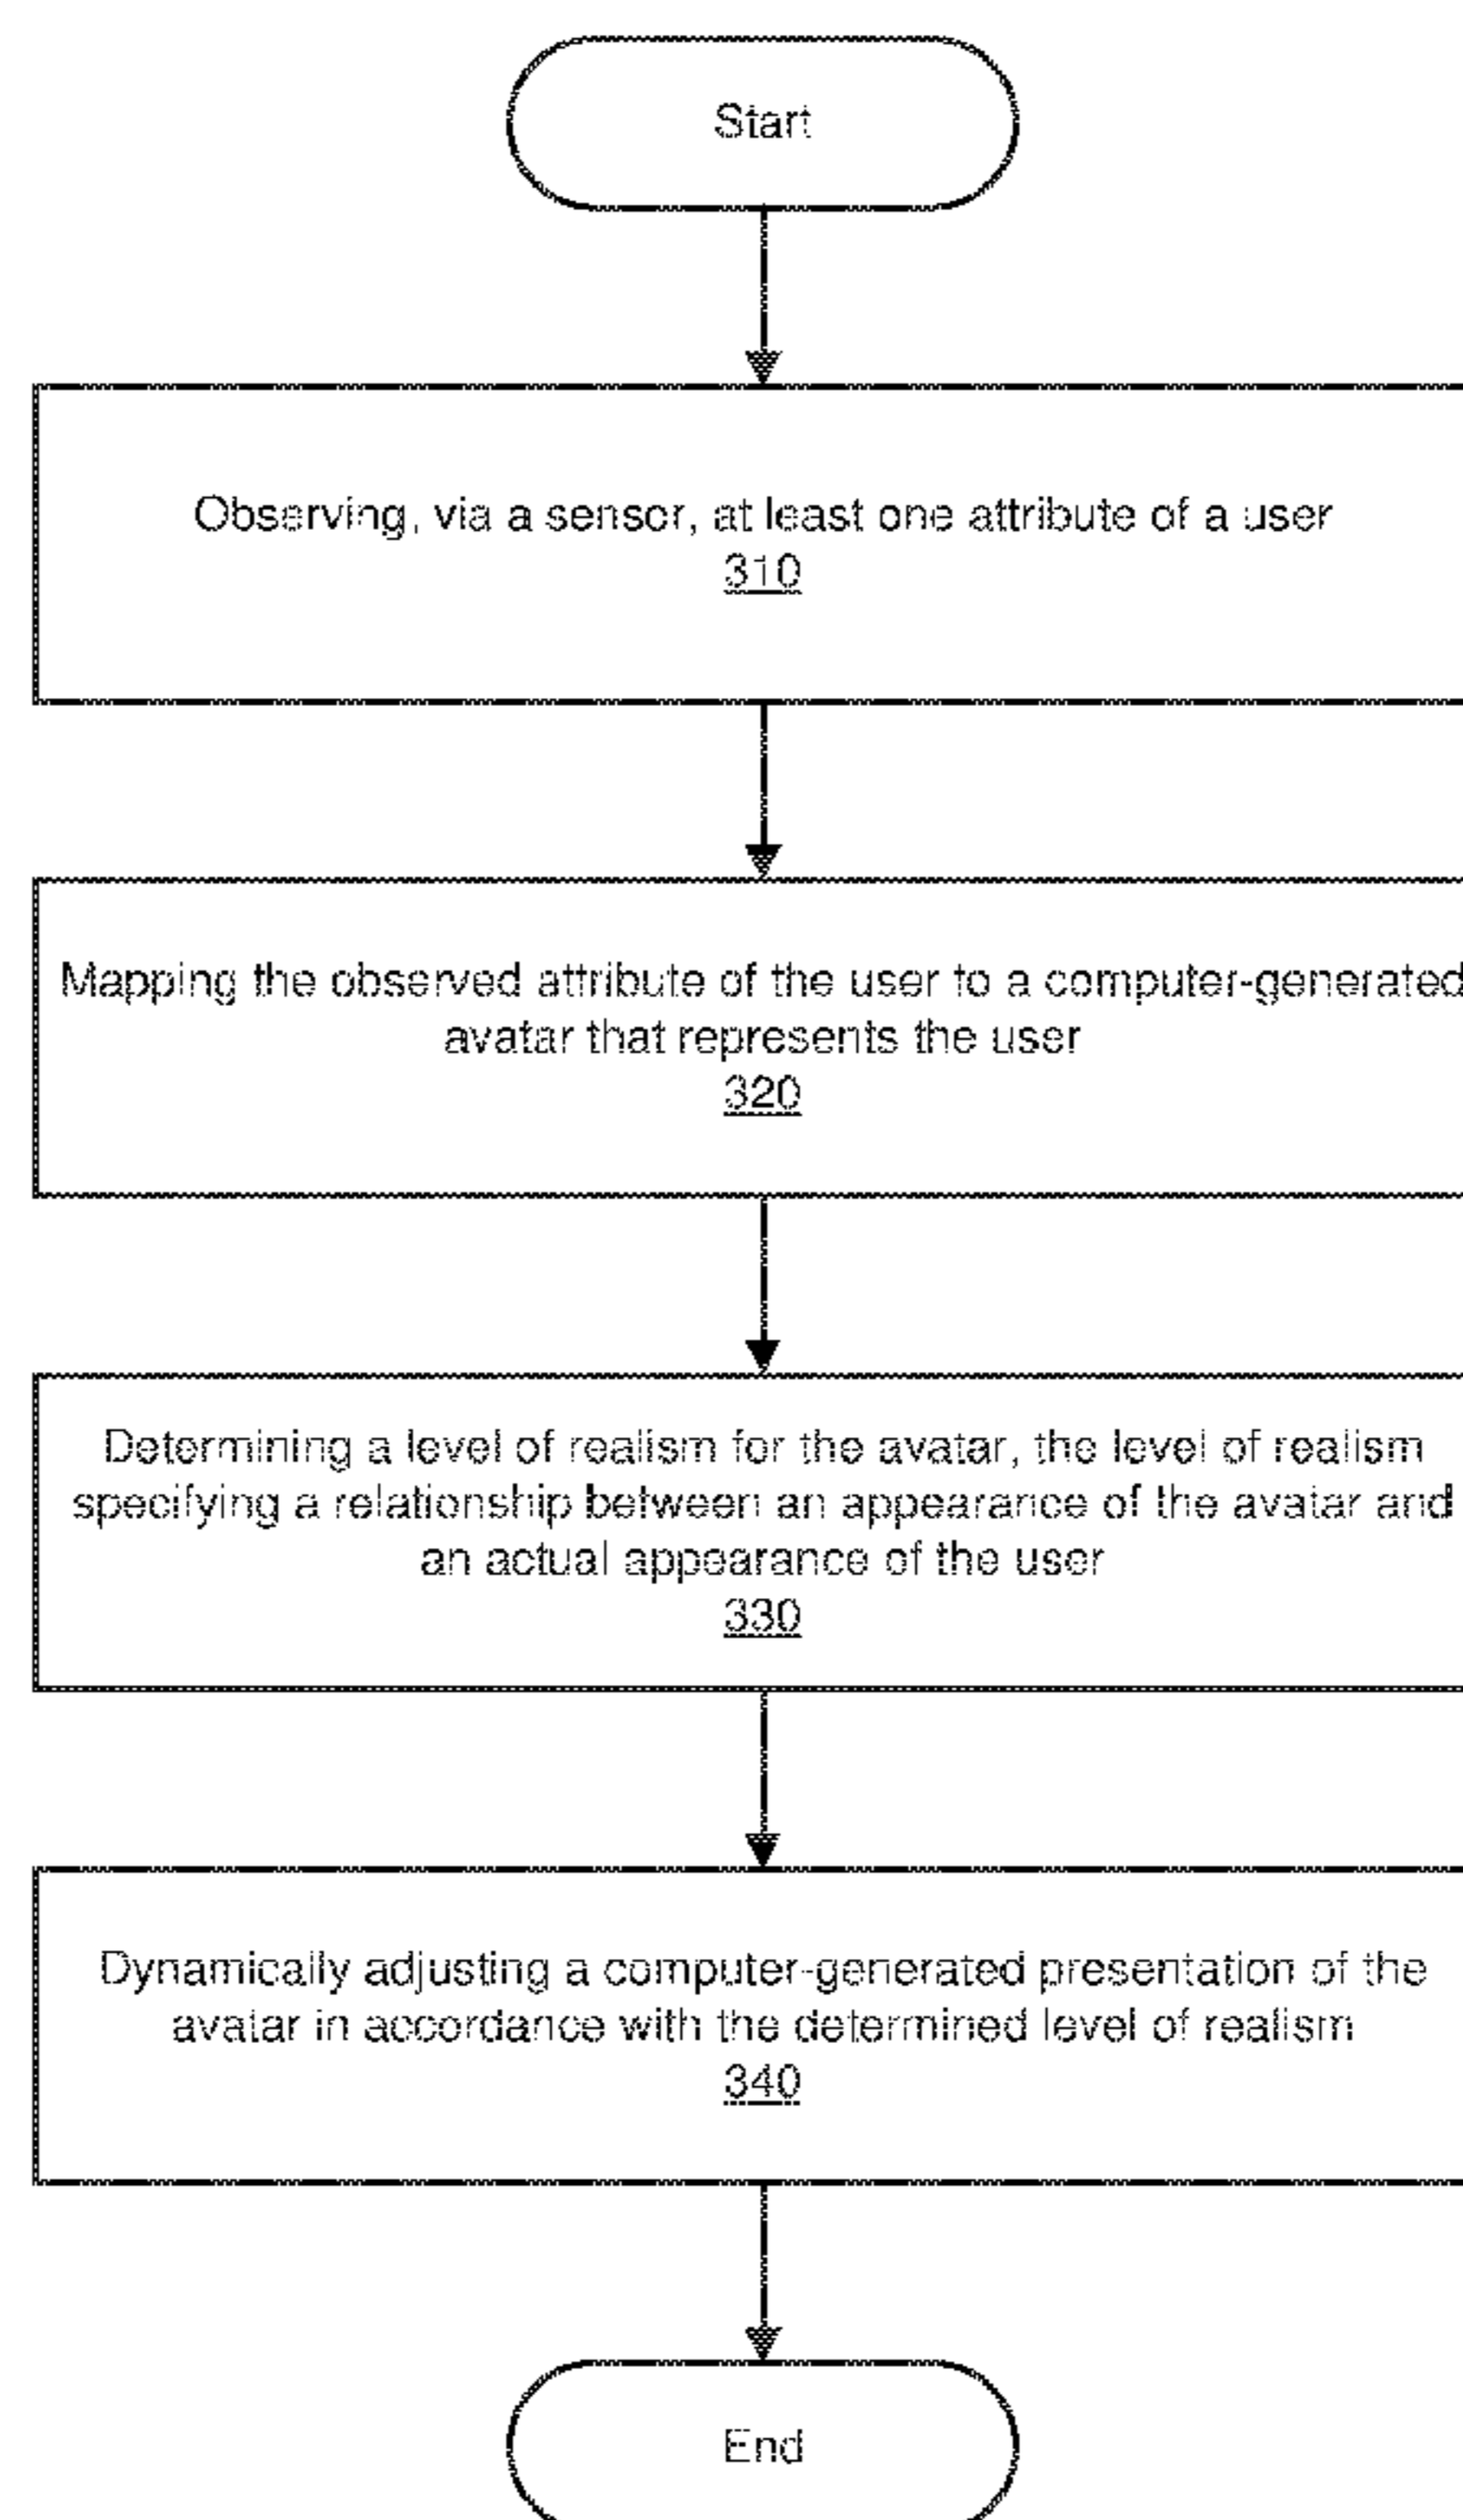 Start
Observing, via a sensor, at least one attribute of a user
310
Mapping the observed attribute of the user to a computer-generated
avatar that represents the user
320
Determining a level of realism for the avatar, the level of realism
specifying a relationship between an appearance of the avatar and
an actual appearance of the user
330
Dynamically adjusting a computer-generated presentation of the
avatar in accordance with the determined level of realism
340
End